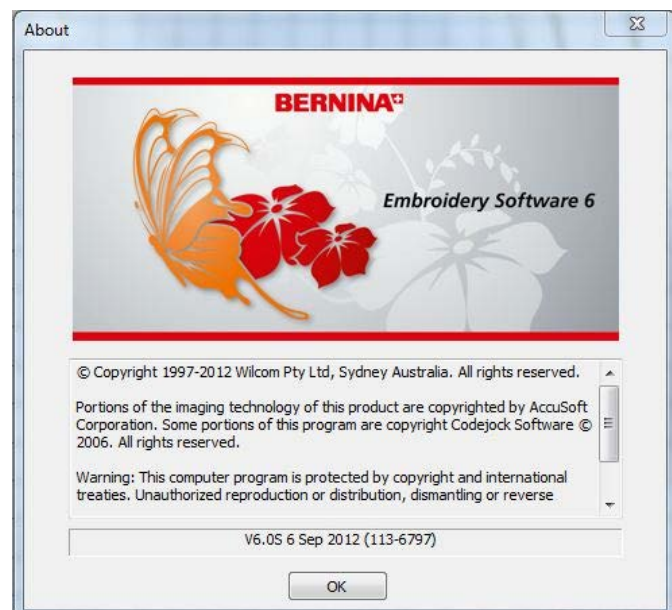 About
BERNINA
Embroidery Software 6
© Copyright 1997-2012 Wilcom Pty Ltd, Sydney Australia. All rights reserved.
Portions of the imaging technology of this product are copyrighted by AccuSoft
Corporation. Some portions of this program are copyright Codejock Software ©
2006. All rights reserved.
Warning: This computer program is protected by copyright and international
treaties. Unauthorized reproduction or distribution, dismantling or reverse
V6.0S 6 Sep 2012 (113-6797)
OK